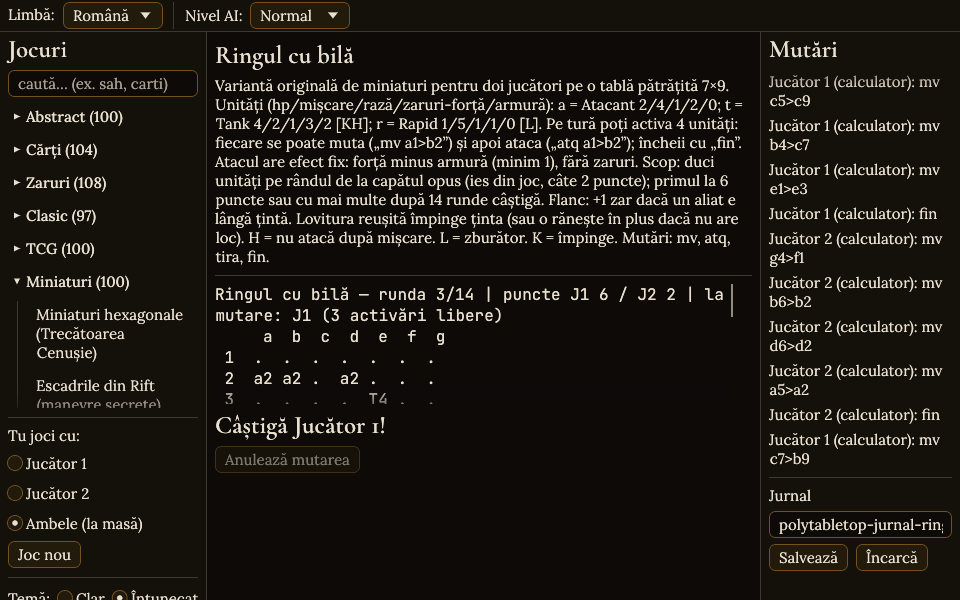 Limbă: Română ▼ Nivel AI: Normal ▼
Jocuri
caută... (ex. sah, carti)
▸ Abstract (100)
▸ Cărți (104)
▸ Zaruri (108)
▸ Clasic (97)
▸ TCG (100)
▾ Miniaturi (100)
Miniaturi hexagonale
(Trecătoarea
Cenușie)
Escadrile din Rift
(manevre secrete)
Tu joci cu:
Jucător 1
Jucător 2
Ambele (la masă)
Joc nou
Temă: Clar Întunecat
Ringul cu bilă
Variantă originală de miniaturi pentru doi jucători pe o tablă pătrățită 7×9.
Unități (hp/mișcare/rază/zaruri-forță/armură): a = Atacant 2/4/1/2/0; t =
Tank 4/2/1/3/2 [KH]; r = Rapid 1/5/1/1/0 [L]. Pe tură poți activa 4 unități:
fiecare se poate muta („mv a1>b2”) și apoi ataca („atq a1>b2”); închei cu „fin”.
Atacul are efect fix: forță minus armură (minim 1), fără zaruri. Scop: duci
unități pe rândul de la capătul opus (ies din joc, câte 2 puncte); primul la 6
puncte sau cu mai multe după 14 runde câștigă. Flanc: +1 zar dacă un aliat e
lângă țintă. Lovitura reușită împinge ținta (sau o rănește în plus dacă nu are
loc). H = nu atacă după mișcare. L = zburător. K = împinge. Mutări: mv, atq,
tira, fin.
Ringul cu bilă — runda 3/14 | puncte J1 6 / J2 2 | la
mutare: J1 (3 activări libere)
a b c d e f g
1 . . . . . . .
2 a2 a2 . a2 . . .
3 . . . . T4 . .
Câștigă Jucător 1!
Anulează mutarea
Mutări
Jucător 1 (calculator): mv
c5>c9
Jucător 1 (calculator): mv
b4>c7
Jucător 1 (calculator): mv
e1>e3
Jucător 1 (calculator): fin
Jucător 2 (calculator): mv
g4>f1
Jucător 2 (calculator): mv
b6>b2
Jucător 2 (calculator): mv
d6>d2
Jucător 2 (calculator): mv
a5>a2
Jucător 2 (calculator): fin
Jucător 1 (calculator): mv
c7>b9
Jurnal
polytabletop-jurnal-ring
Salvează Încarcă